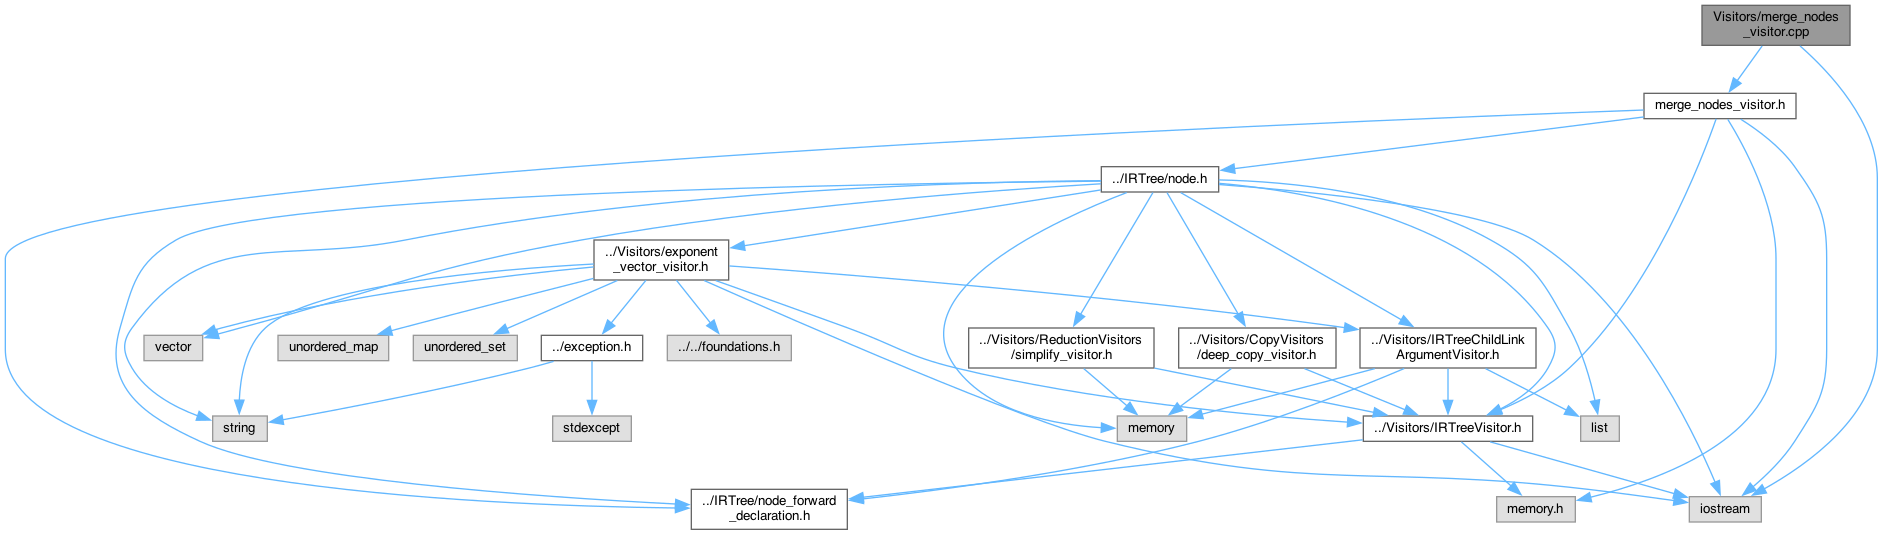 Visitors/merge_nodes
_visitor.cpp
merge_nodes_visitor.h
../IRTree/node.h
../Visitors/exponent
_vector_visitor.h
vector
unordered_map
unordered_set
../exception.h
../../foundations.h
../Visitors/ReductionVisitors
/simplify_visitor.h
../Visitors/CopyVisitors
/deep_copy_visitor.h
../Visitors/IRTreeChildLink
ArgumentVisitor.h
string
stdexcept
memory
../Visitors/IRTreeVisitor.h
list
../IRTree/node_forward
_declaration.h
memory.h
iostream